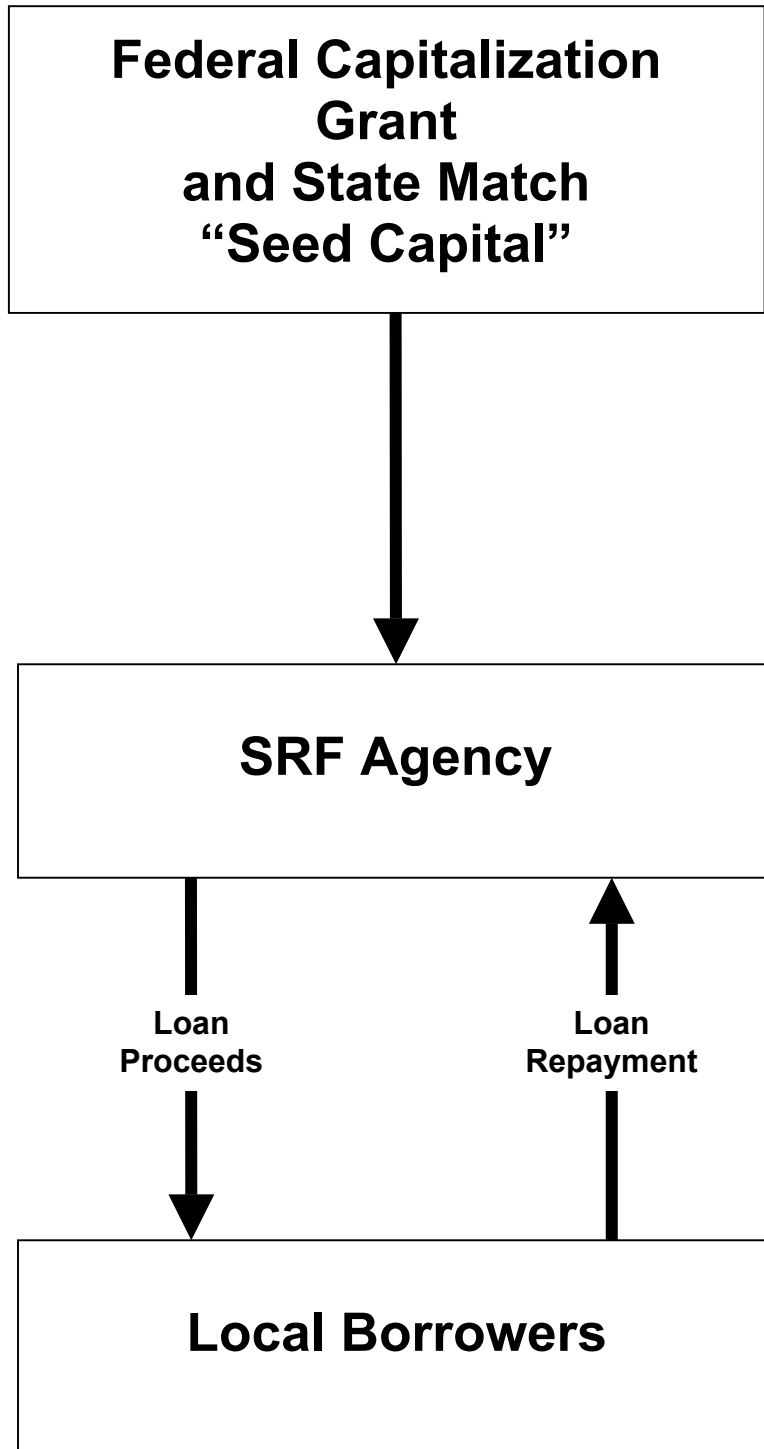 Federal Capitalization
Grant
and State Match
“Seed Capital”
SRF Agency
Loan
Proceeds
Loan
Repayment
Local Borrowers